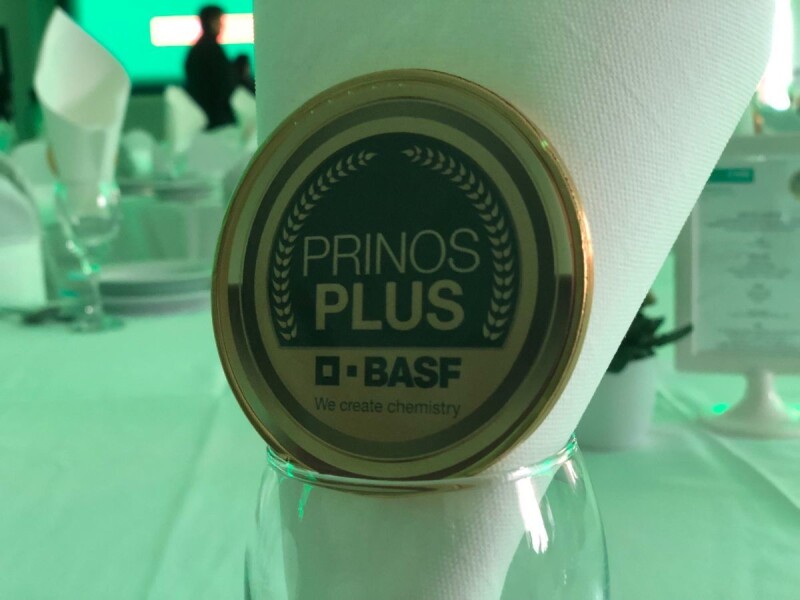 PRINOS
PLUS
BASF
We create chemistry